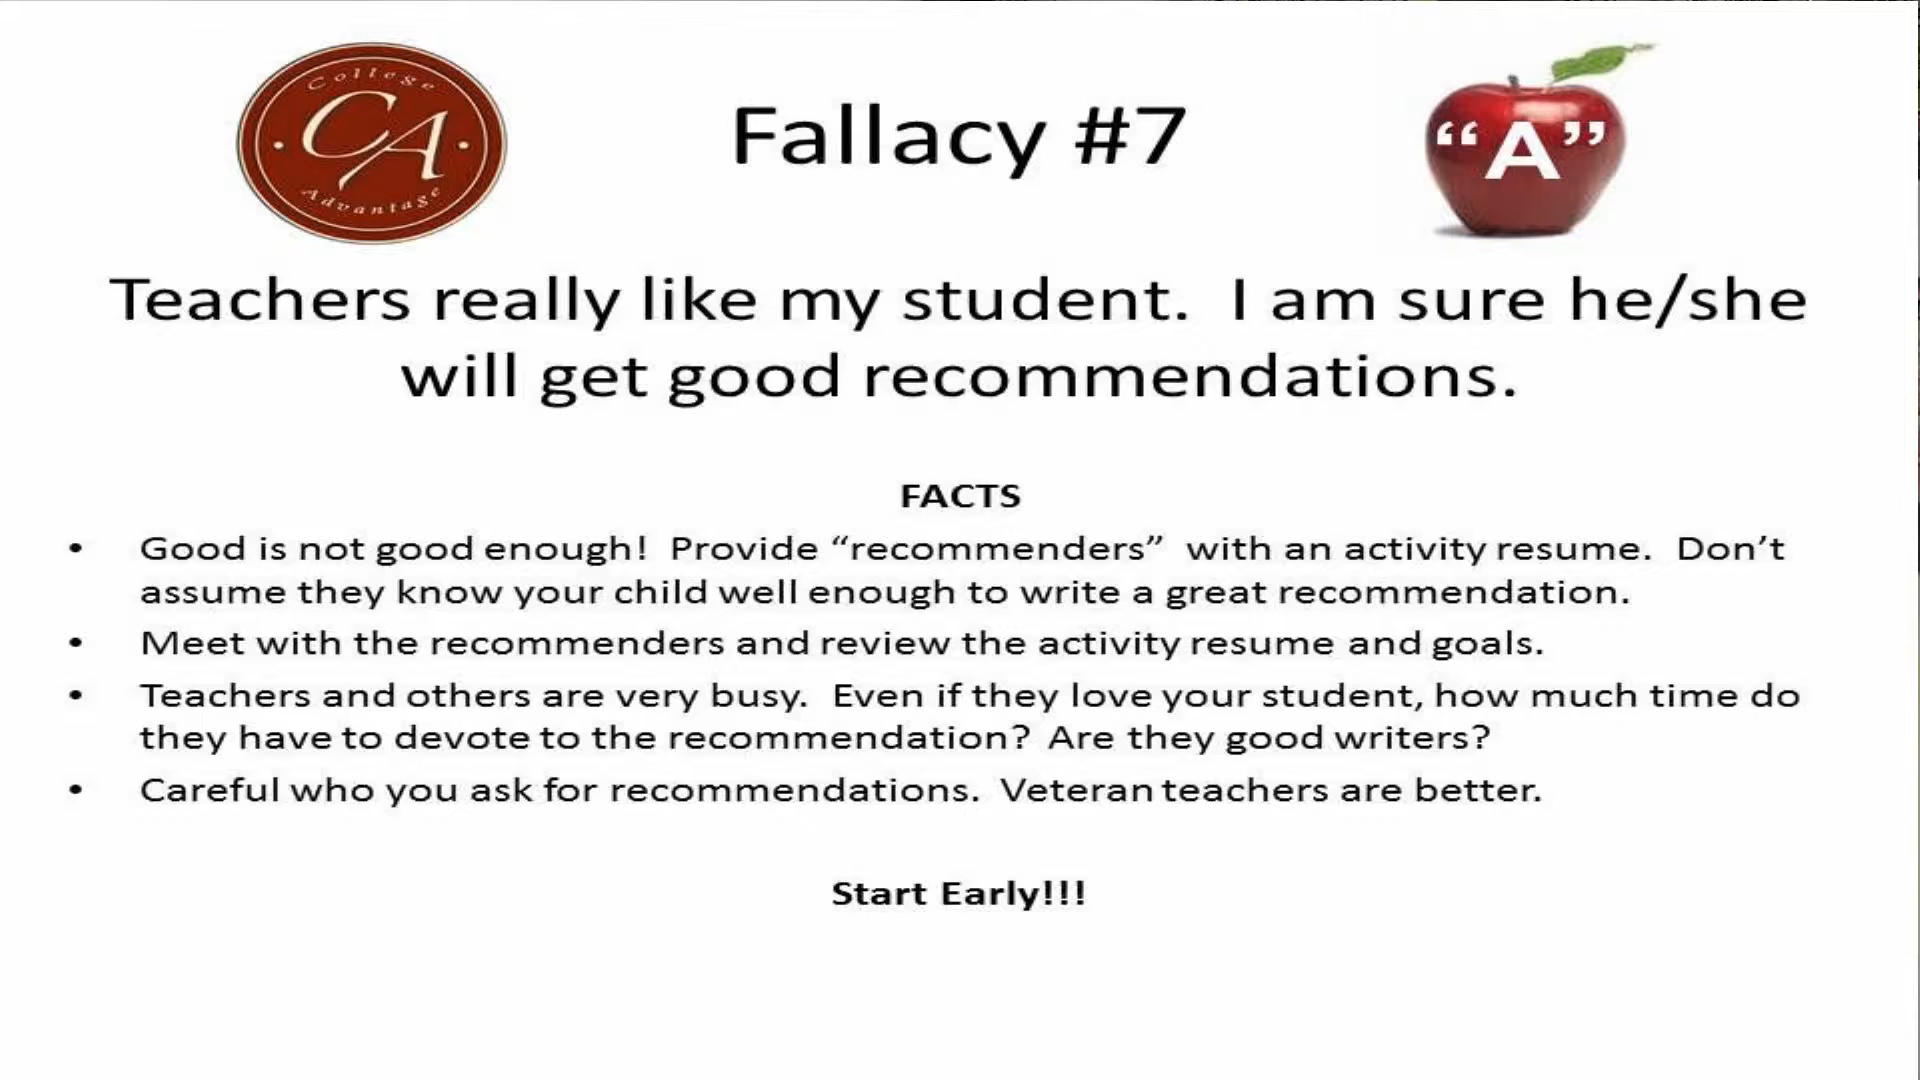 College
CA
Advantage
Fallacy #7
“A”
Teachers really like my student.  I am sure he/she
will get good recommendations.
FACTS
• Good is not good enough!  Provide “recommenders”  with an activity resume.  Don’t
assume they know your child well enough to write a great recommendation.
• Meet with the recommenders and review the activity resume and goals.
• Teachers and others are very busy.  Even if they love your student, how much time do
they have to devote to the recommendation?  Are they good writers?
• Careful who you ask for recommendations.  Veteran teachers are better.
Start Early!!!